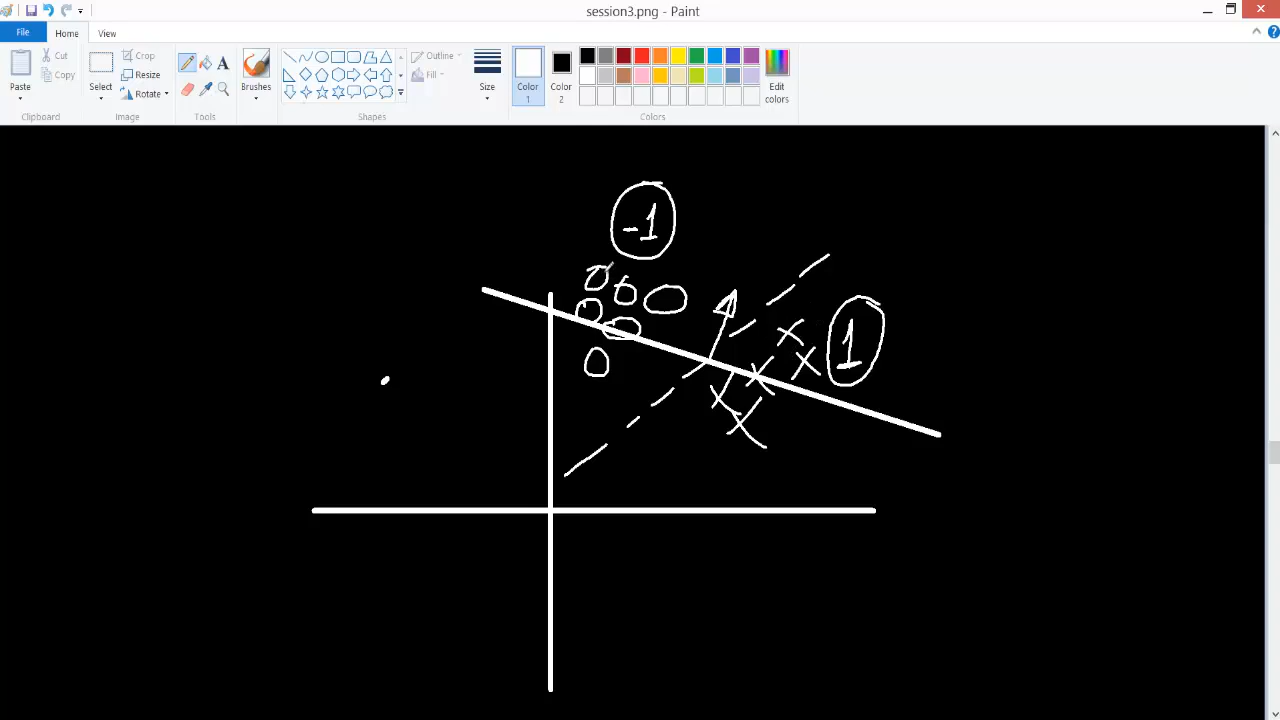 session3.png - Paint
File Home View
Paste
Cut
Copy
Clipboard
Select
Crop
Resize
Rotate
Image
A
Tools
Brushes
Shapes
Outline
Fill
Size
Color 1
Color 2
Colors
Edit colors
-1
1